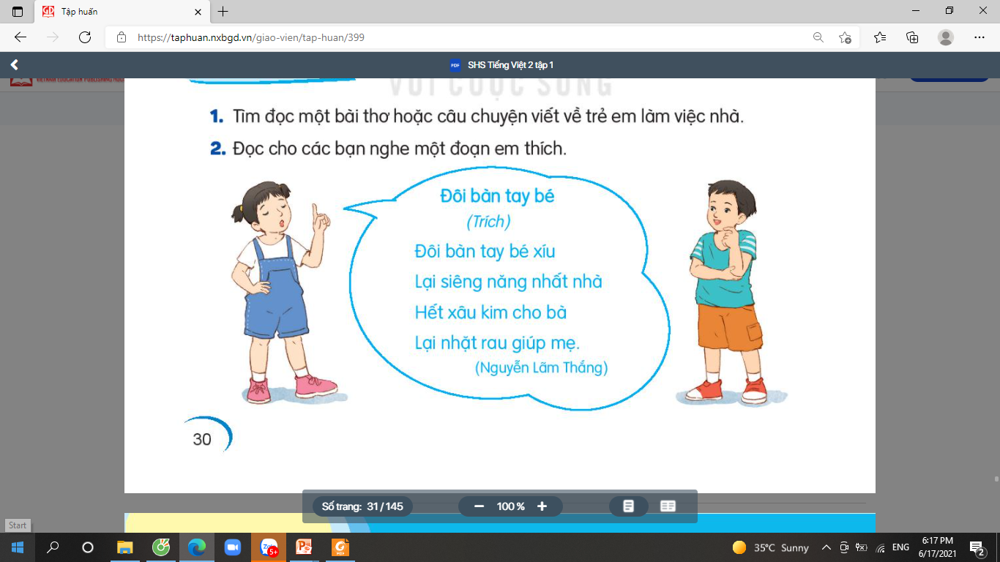 Tập huấn
https://taphuan.nxbgd.vn/giao-vien/tap-huan/399
PDF SHS Tiếng Việt 2 tập 1
VỚI CUỘC SỐNG
1. Tìm đọc một bài thơ hoặc câu chuyện viết về trẻ em làm việc nhà.
2. Đọc cho các bạn nghe một đoạn em thích.
Đôi bàn tay bé
(Trích)
Đôi bàn tay bé xíu
Lại siêng năng nhất nhà
Hết xâu kim cho bà
Lại nhặt rau giúp mẹ.
(Nguyễn Lãm Thắng)
30
Số trang: 31 / 145
100 %
Start
5+
35°C Sunny
ENG
6:17 PM
6/17/2021
2